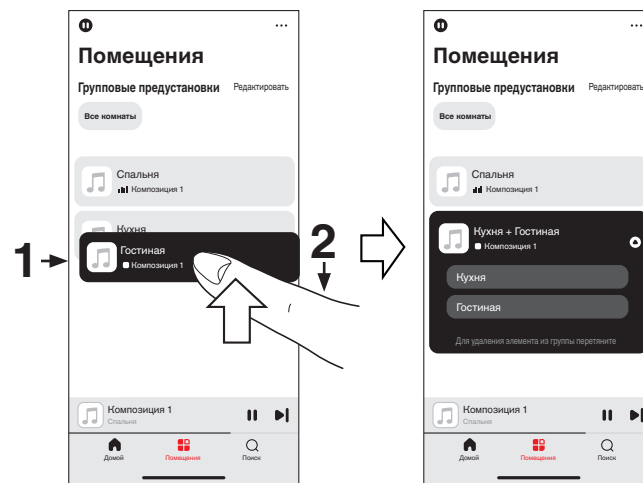 Помещения
Групповые предустановки Редактировать
Все комнаты
Спальня
Композиция 1
Кухня
Гостиная
Композиция 1
1
2
Композиция 1
Спальня
Домой Помещения Поиск
Помещения
Групповые предустановки Редактировать
Все комнаты
Спальня
Композиция 1
Кухня + Гостиная
Композиция 1
Кухня
Гостиная
Для удаления элемента из группы перетяните
Композиция 1
Спальня
Домой Помещения Поиск